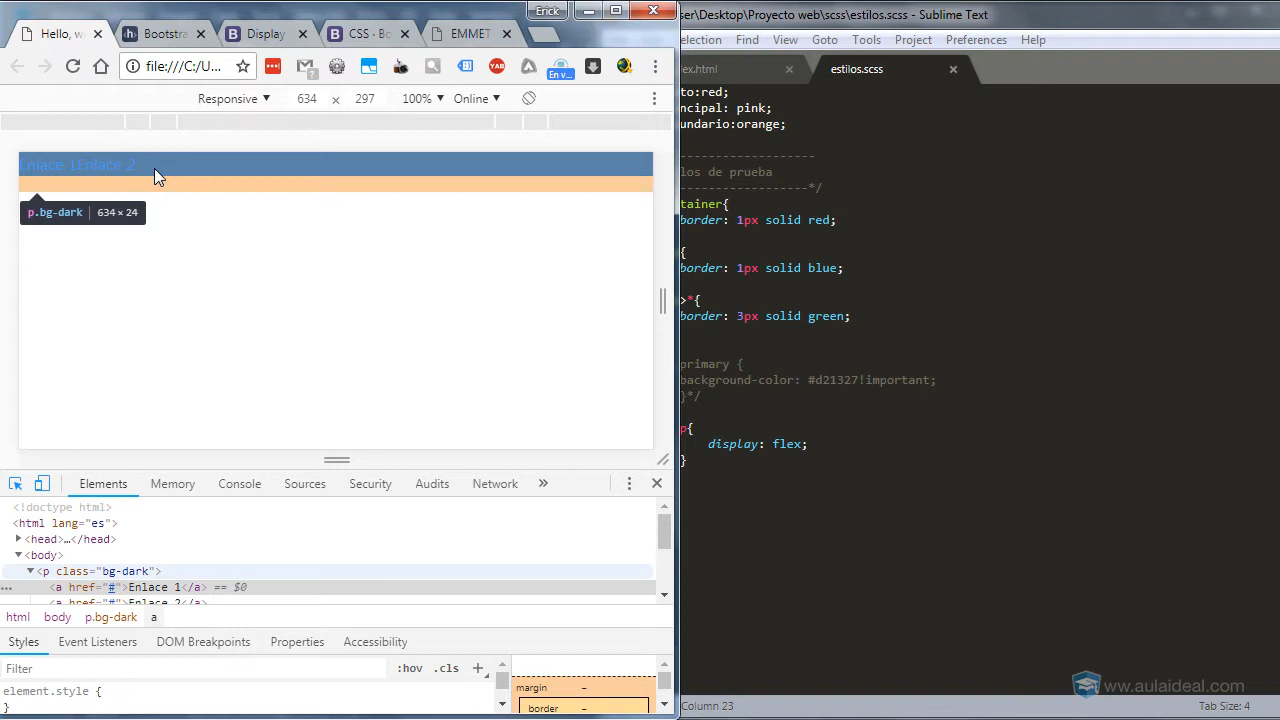 Erick
Hello, w
Bootstra
Display
CSS - Bo
EMMET
file:///C:/U...
YAB
En v
Responsive
634
x
297
100%
Online
Enlace 1Enlace 2
p.bg-dark
634 × 24
Elements
Memory
Console
Sources
Security
Audits
Network
<!doctype html>
<html lang="es">
<head>…</head>
<body>
<p class="bg-dark">
<a href="#">Enlace 1</a> == $0
<a href="#">Enlace 2</a>
html
body
p.bg-dark
a
Styles
Event Listeners
DOM Breakpoints
Properties
Accessibility
Filter
:hov
.cls
element.style {
}
margin
border
ser\Desktop\Proyecto web\scss\estilos.scss - Sublime Text
election
Find
View
Goto
Tools
Project
Preferences
Help
ex.html
estilos.scss
to:red;
ncipal: pink;
undario:orange;
-------------------
los de prueba
------------------*/
tainer{
border: 1px solid red;
{
border: 1px solid blue;
>*{
border: 3px solid green;
primary {
background-color: #d21327!important;
}*/
p{
display: flex;
}
www.aulaideal.com
Column 23
Tab Size: 4